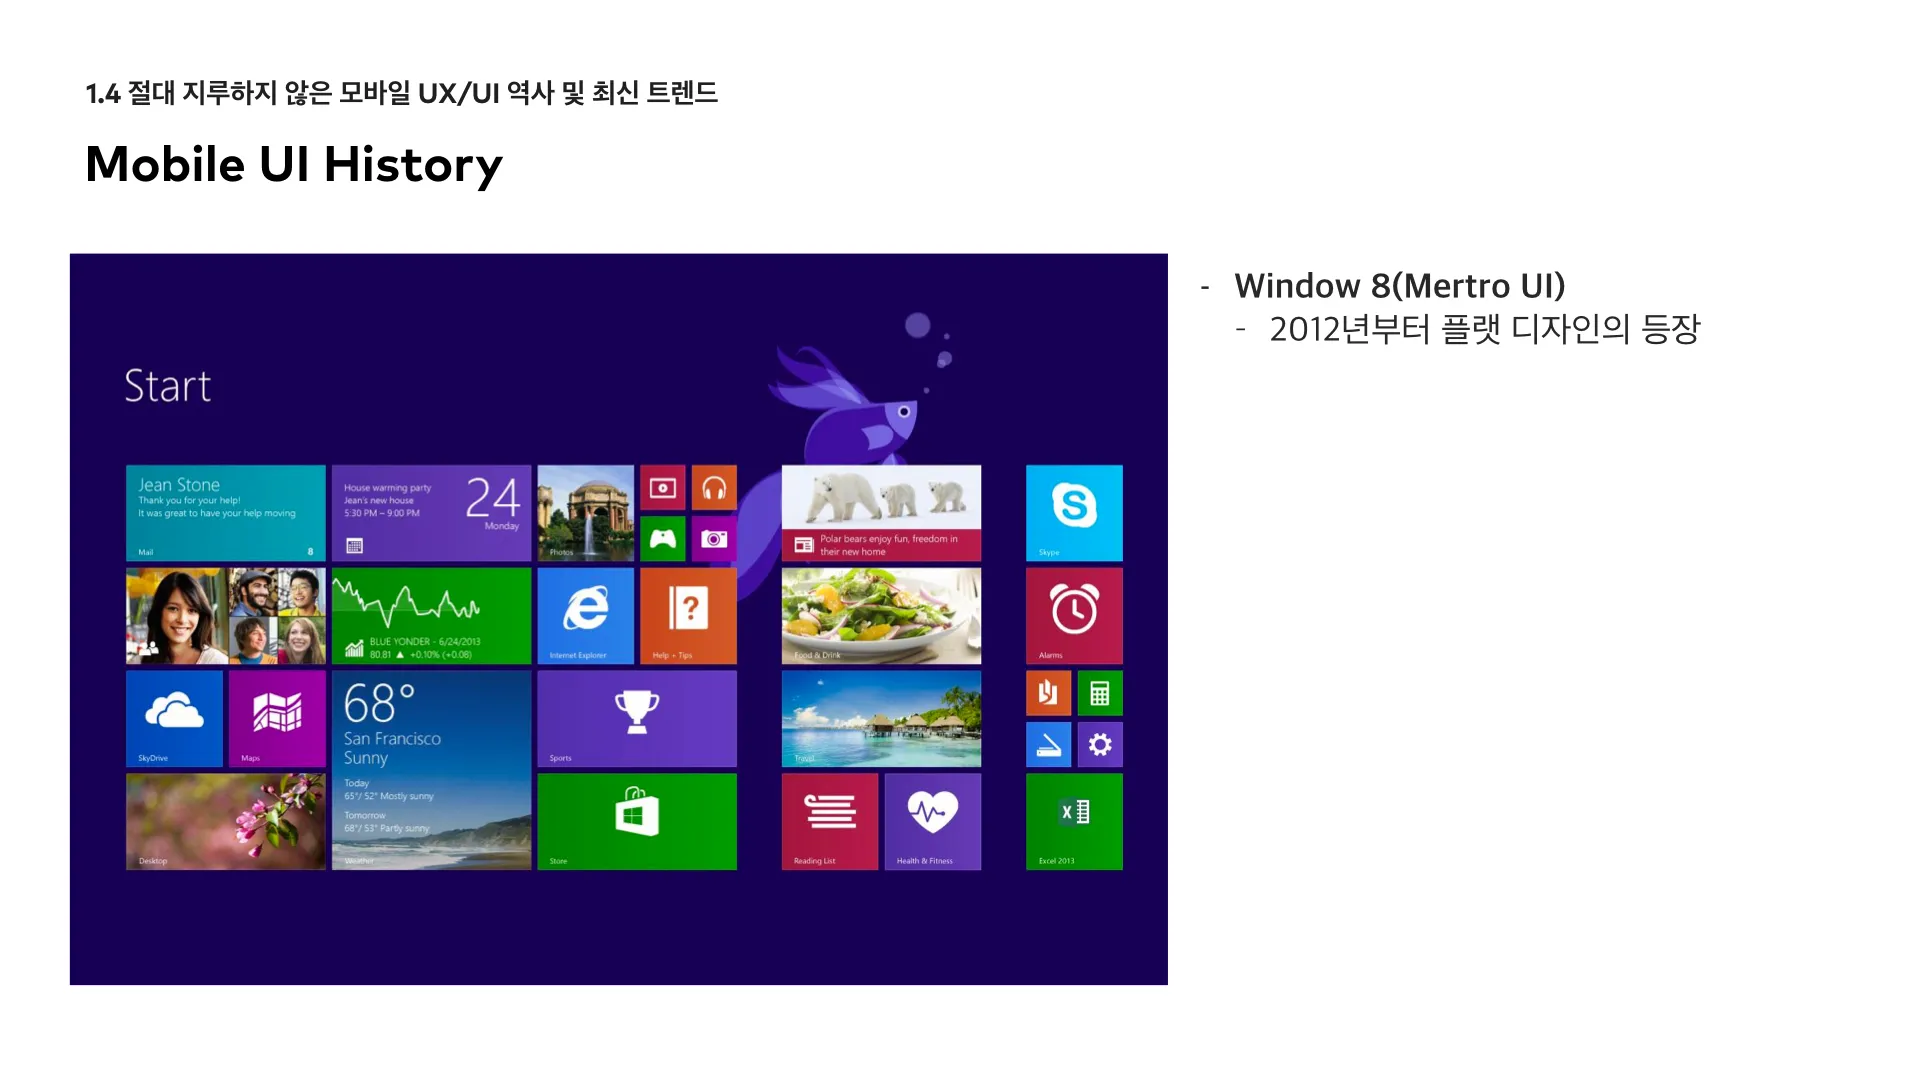 1.4 절대 지루하지 않은 모바일 UX/UI 역사 및 최신 트렌드
Mobile UI History
- Window 8(Mertro UI)
- 2012년부터 플랫 디자인의 등장
Start
Jean Stone
Thank you for your help!
It was great to have your help moving
Mail 8
House warming party
Jean's new house
5:30 PM – 9:00 PM
24
Monday
Photos
Polar bears enjoy fun, freedom in
their new home
Skype
BLUE YONDER - 6/24/2013
80.81 ▲ +0.10% (+0.08)
Internet Explorer
Help + Tips
Food & Drink
Alarms
SkyDrive
Maps
68°
San Francisco
Sunny
Today
65°/ 52° Mostly sunny
Tomorrow
68°/ 53° Partly sunny
Weather
Sports
Travel
Desktop
Store
Reading List
Health & Fitness
Excel 2013